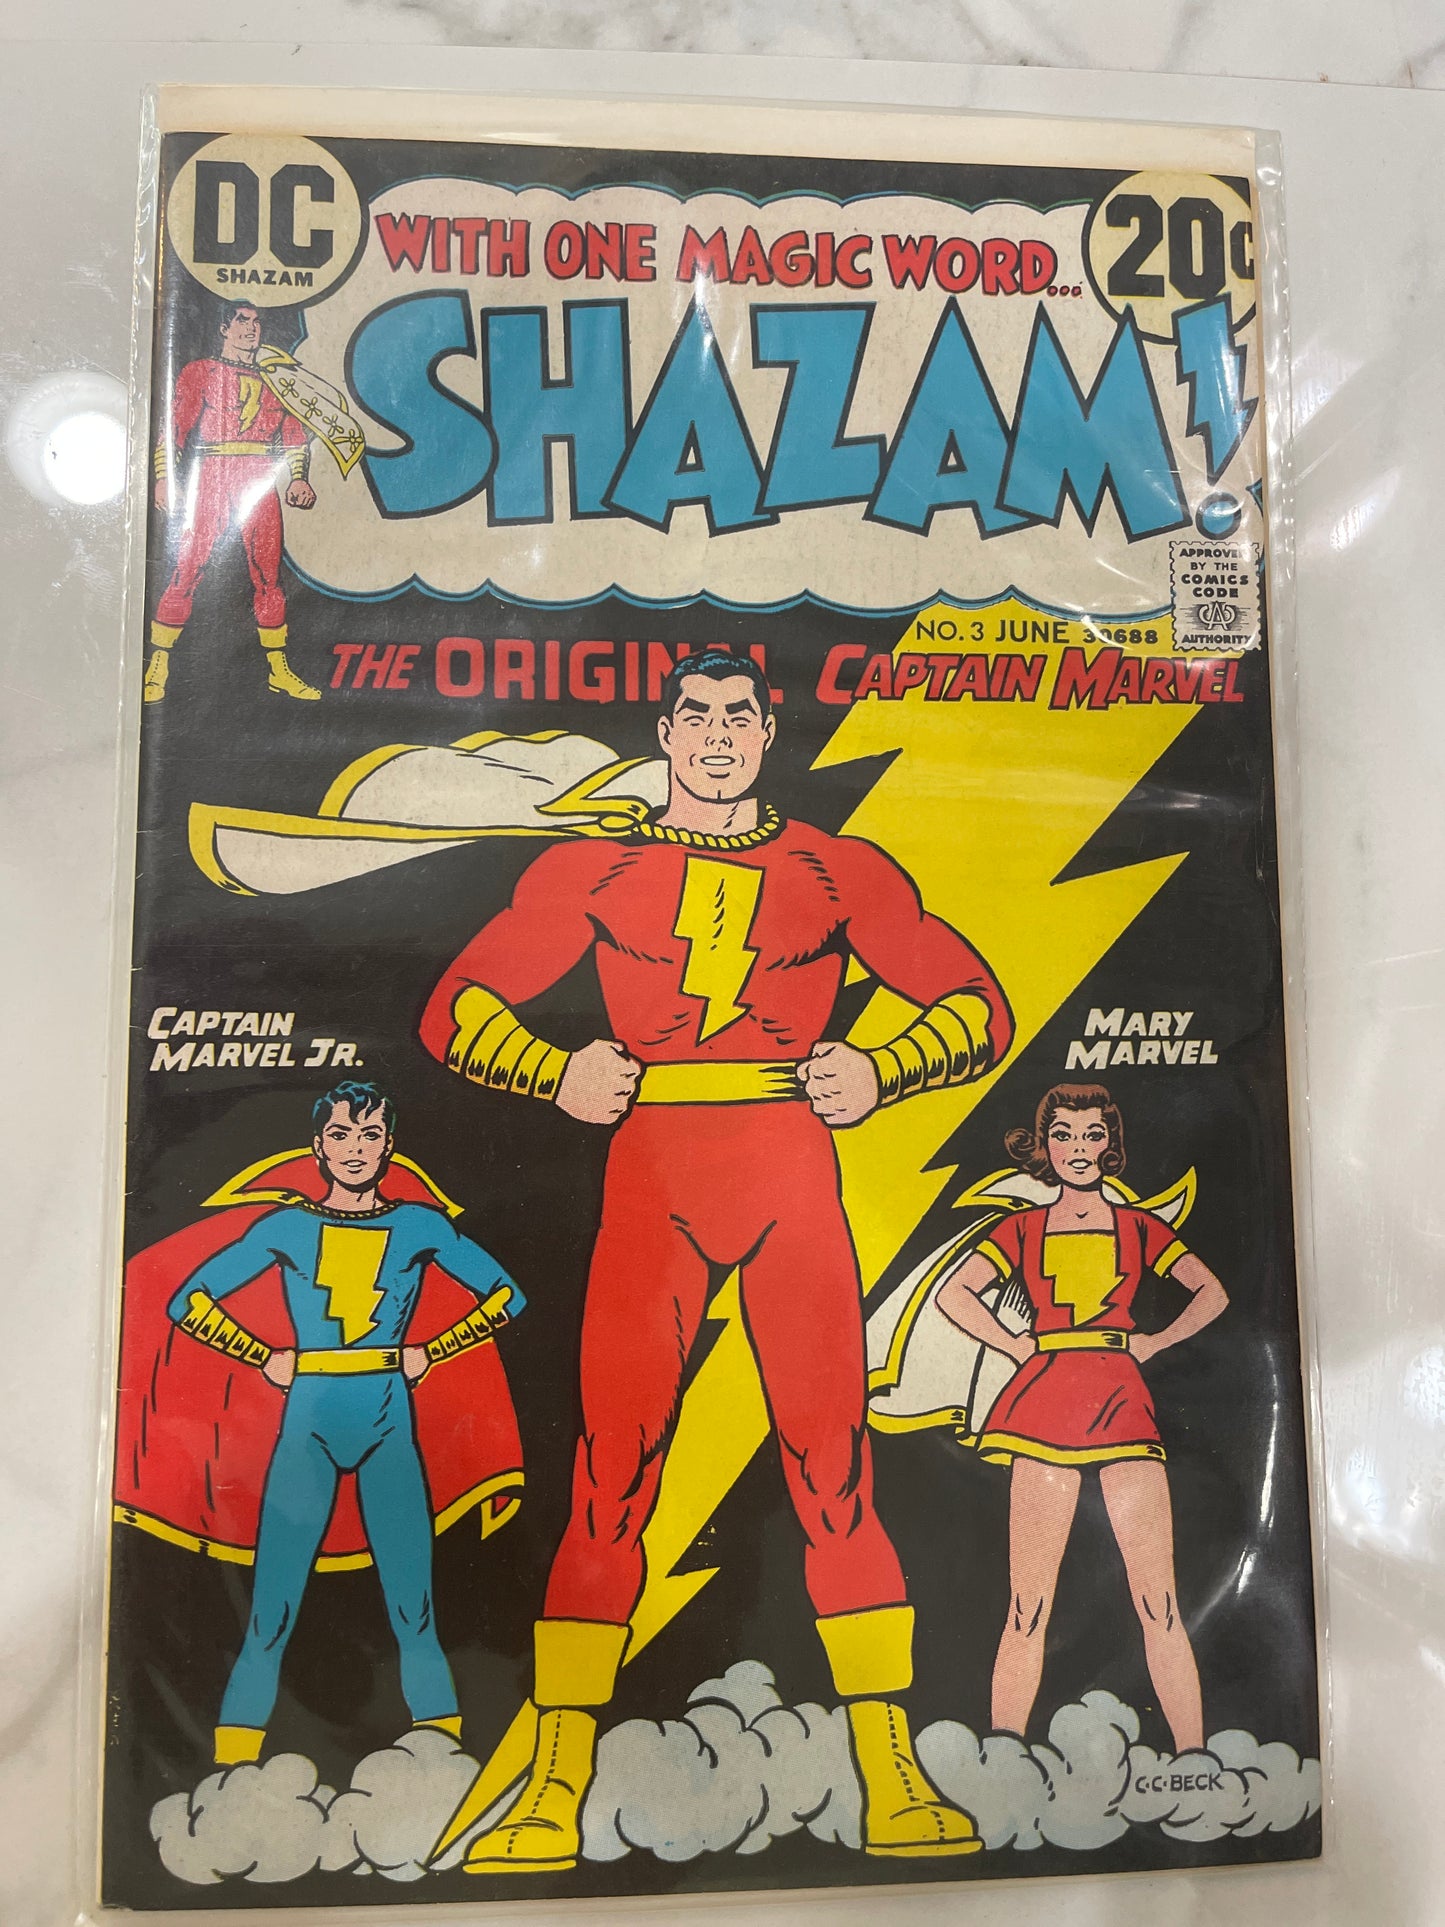 DC
SHAZAM
20¢
WITH ONE MAGIC WORD...
SHAZAM!
APPROVED
BY THE
COMICS
CODE
AUTHORITY
NO. 3 JUNE 30688
THE ORIGINAL CAPTAIN MARVEL
CAPTAIN
MARVEL JR.
MARY
MARVEL
C·C·BECK